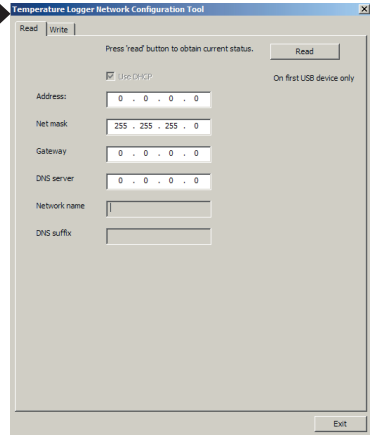 Temperature Logger Network Configuration Tool
Read Write
Press 'read' button to obtain current status. Read
Use DHCP On first USB device only
Address: 0 . 0 . 0 . 0
Net mask 255 . 255 . 255 . 0
Gateway 0 . 0 . 0 . 0
DNS server 0 . 0 . 0 . 0
Network name
DNS suffix
Exit